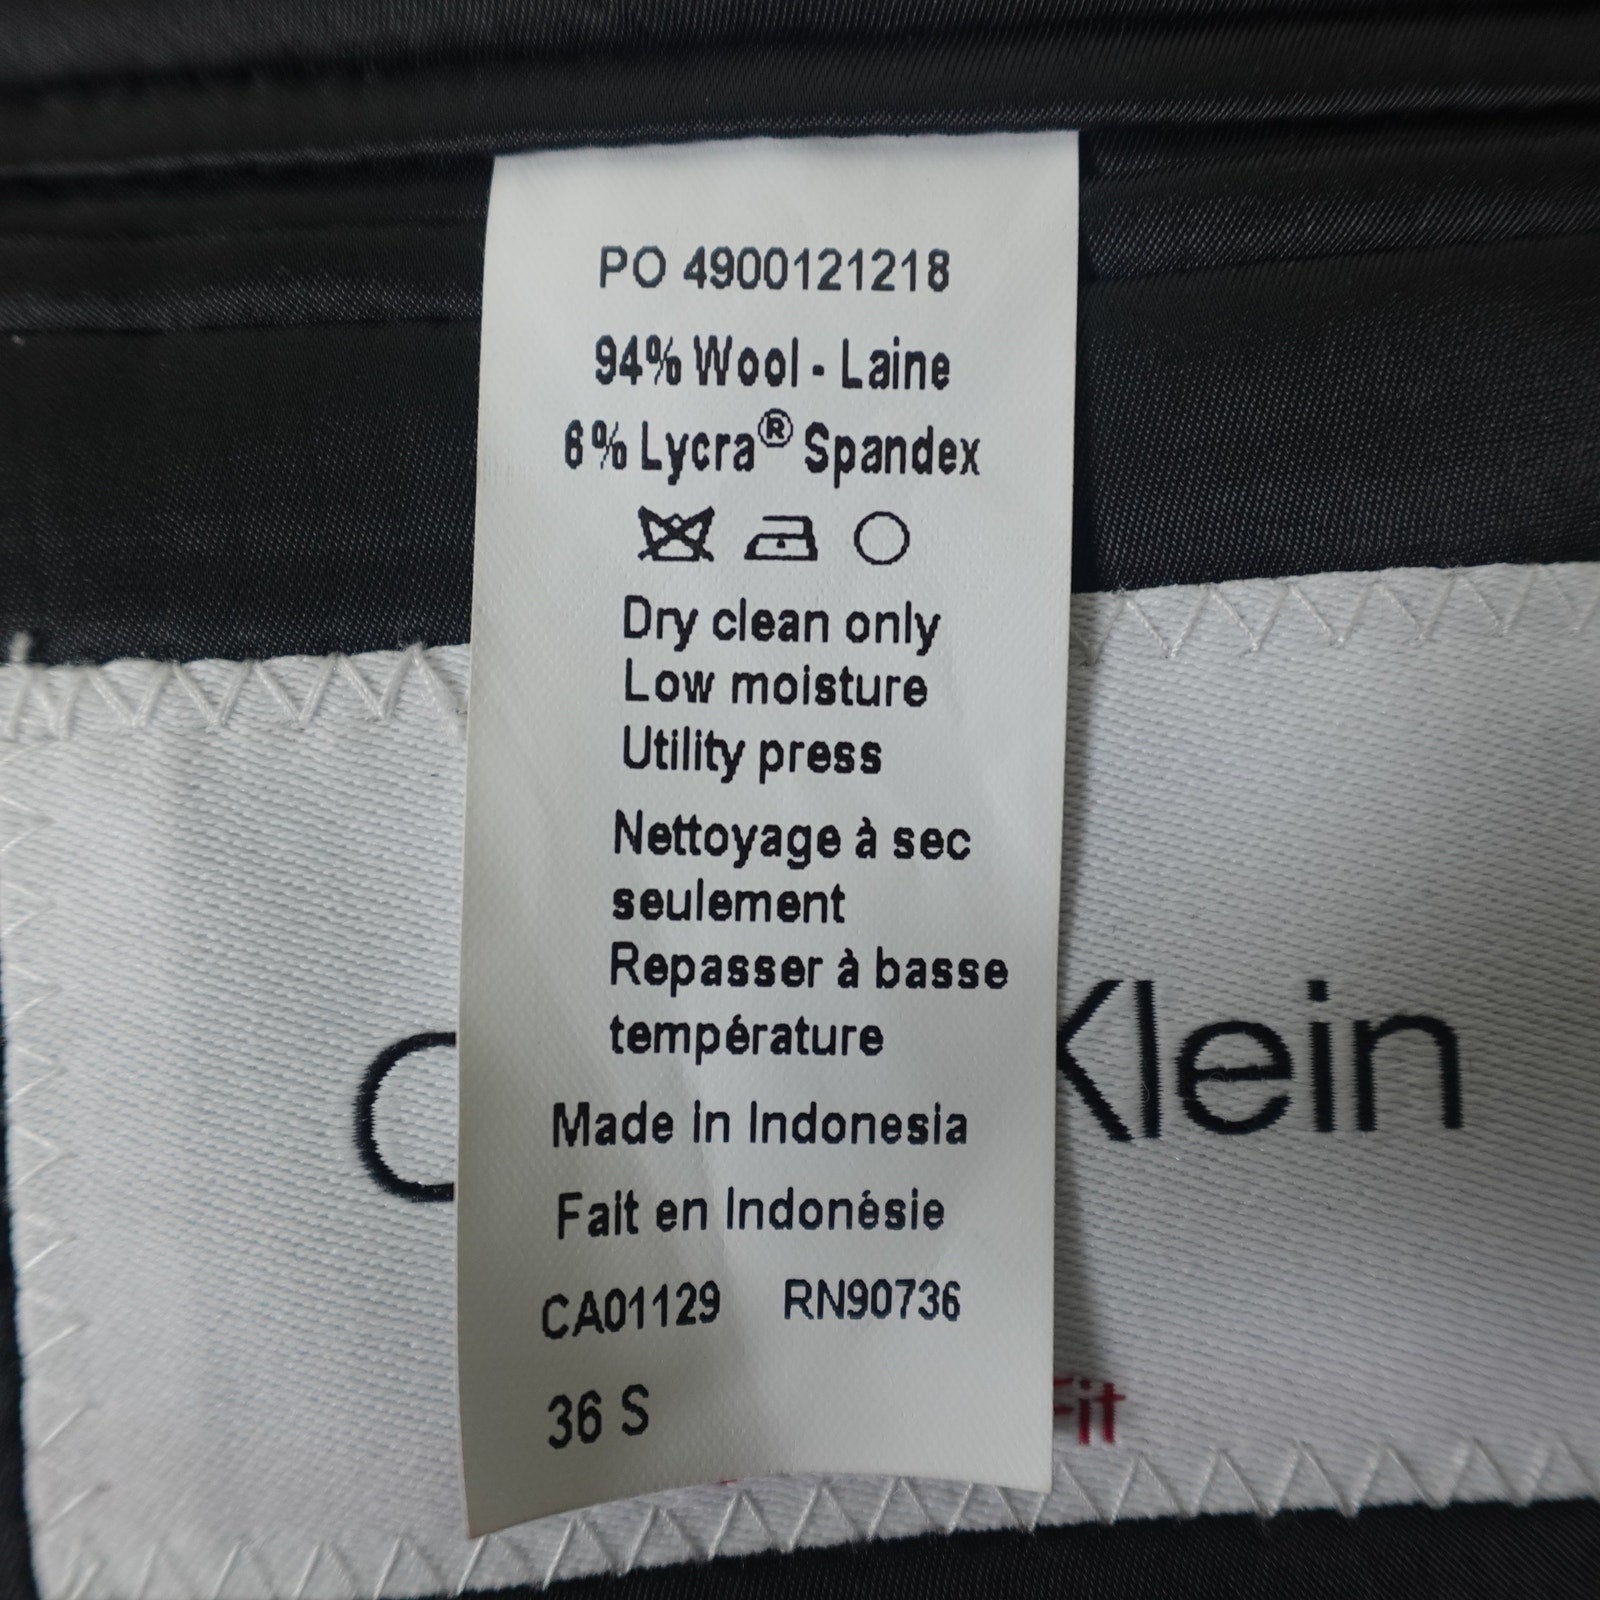 PO 4900121218
94% Wool - Laine
6% Lycra® Spandex
Dry clean only
Low moisture
Utility press
Nettoyage à sec
seulement
Repasser à basse
température
Made in Indonesia
Fait en Indonésie
CA01129 RN90736
36 S
Klein
Fit